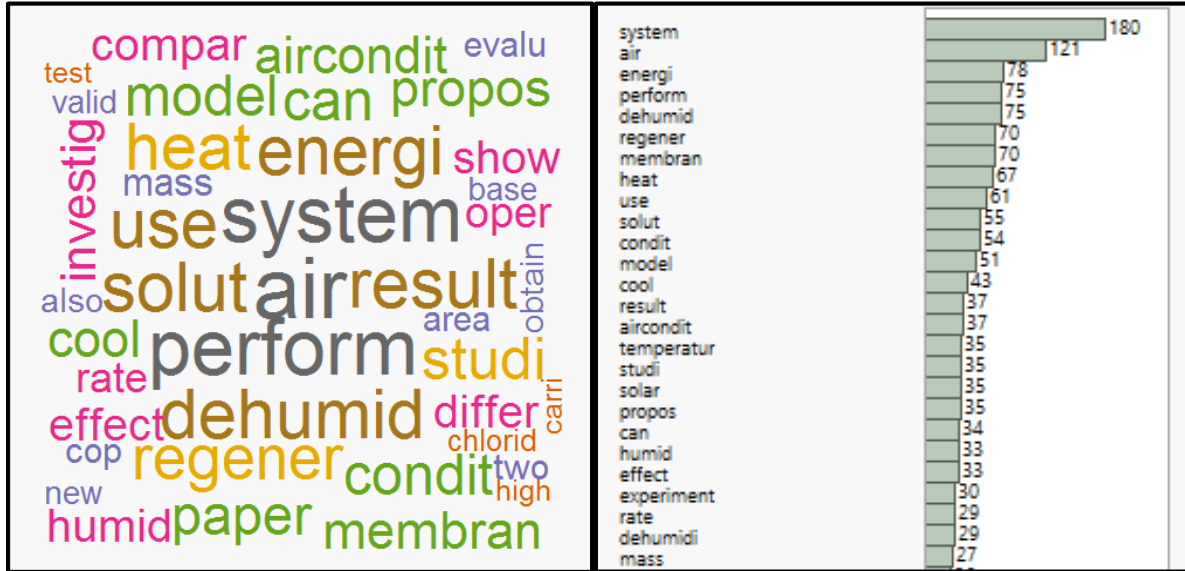 compar aircondit evalu
test
valid model can propos
investig heat energi show
mass base
use system oper
solut air result obtain
also area
cool perform studi
rate
effect dehumid differ carri
chlorid
cop regener condit two
new high
humid paper membran
system 180
air 121
energi 78
perform 75
dehumid 75
regener 70
membran 70
heat 67
use 61
solut 55
condit 54
model 51
cool 43
result 37
aircondit 37
temperatur 35
studi 35
solar 35
propos 35
can 34
humid 33
effect 33
experiment 30
rate 29
dehumidi 29
mass 27